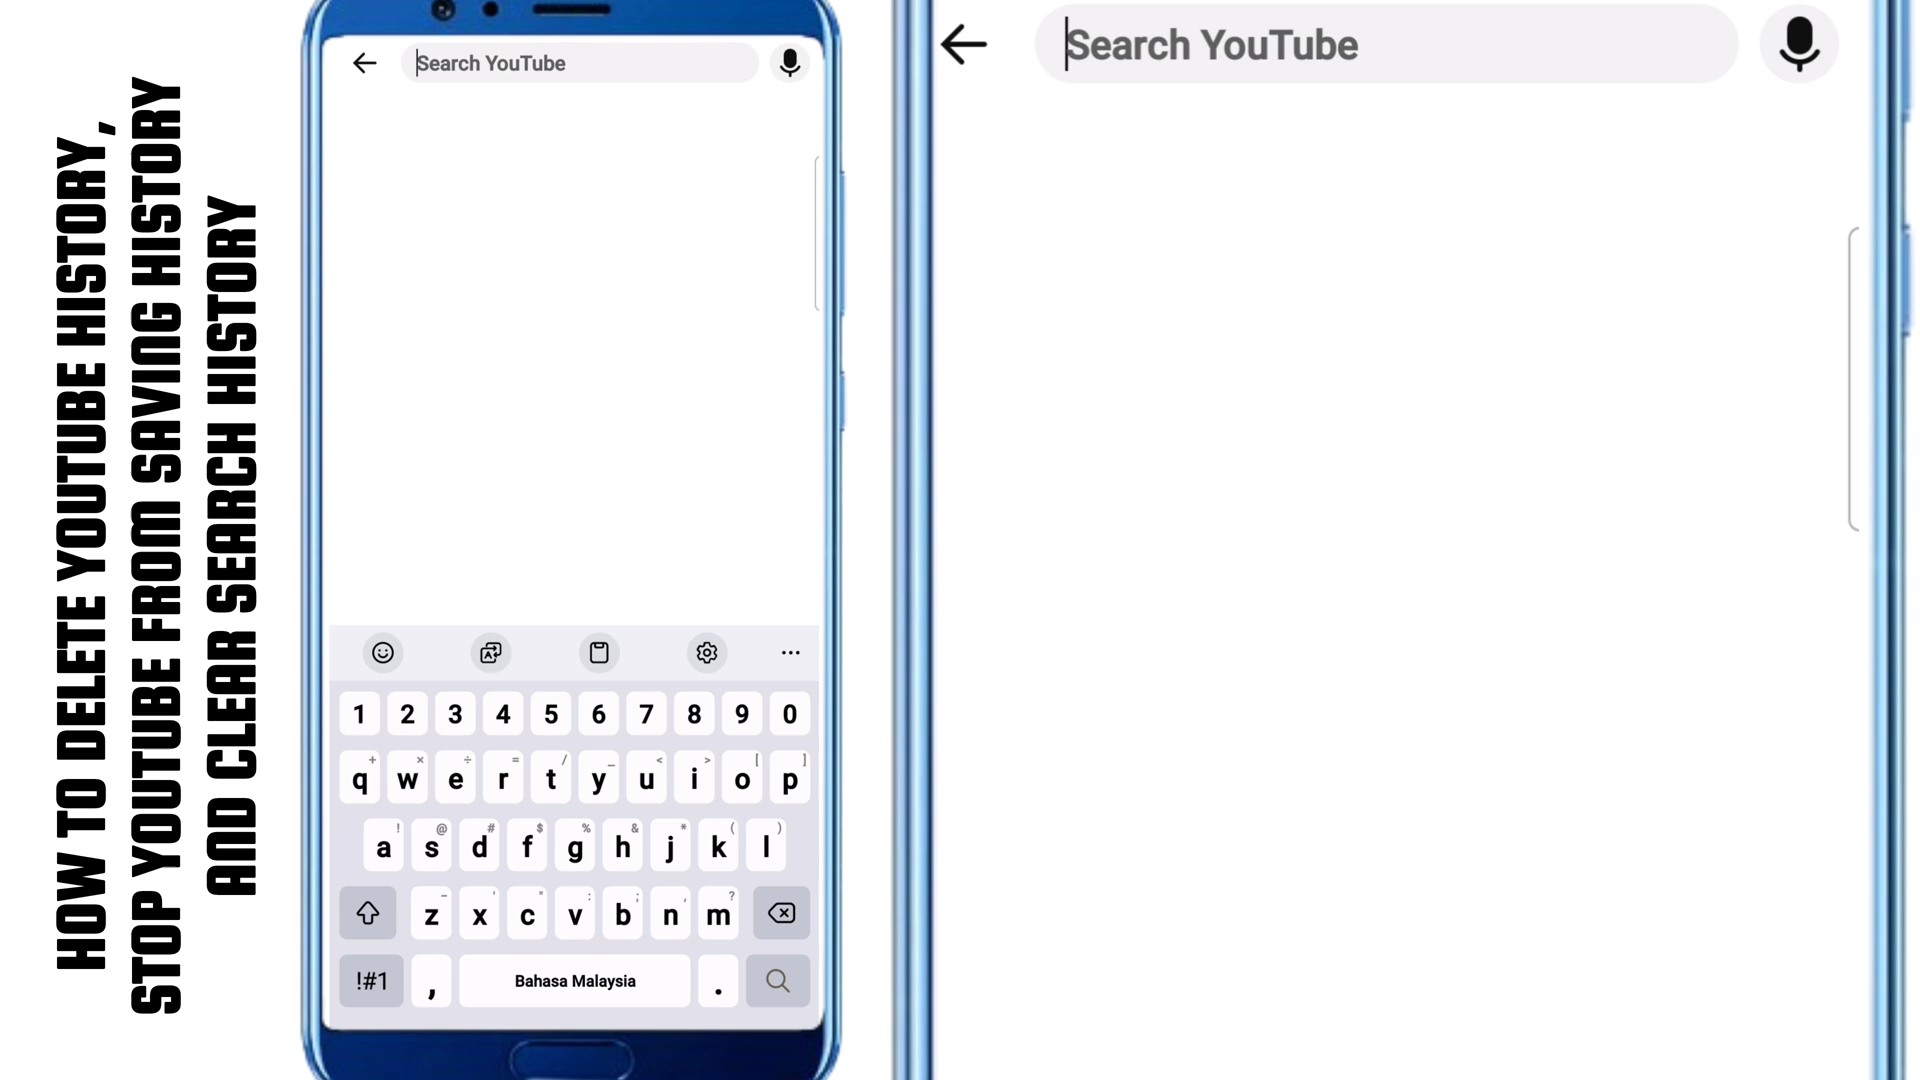 HOW TO DELETE YOUTUBE HISTORY,
STOP YOUTUBE FROM SAVING HISTORY
AND CLEAR SEARCH HISTORY
Search YouTube
1 2 3 4 5 6 7 8 9 0
+ × ÷ = / _ < > [ ]
q w e r t y u i o p
! @ # $ % & * ( )
a s d f g h j k l
- ' " : ; , ?
z x c v b n m
!#1 , Bahasa Malaysia .
Search YouTube